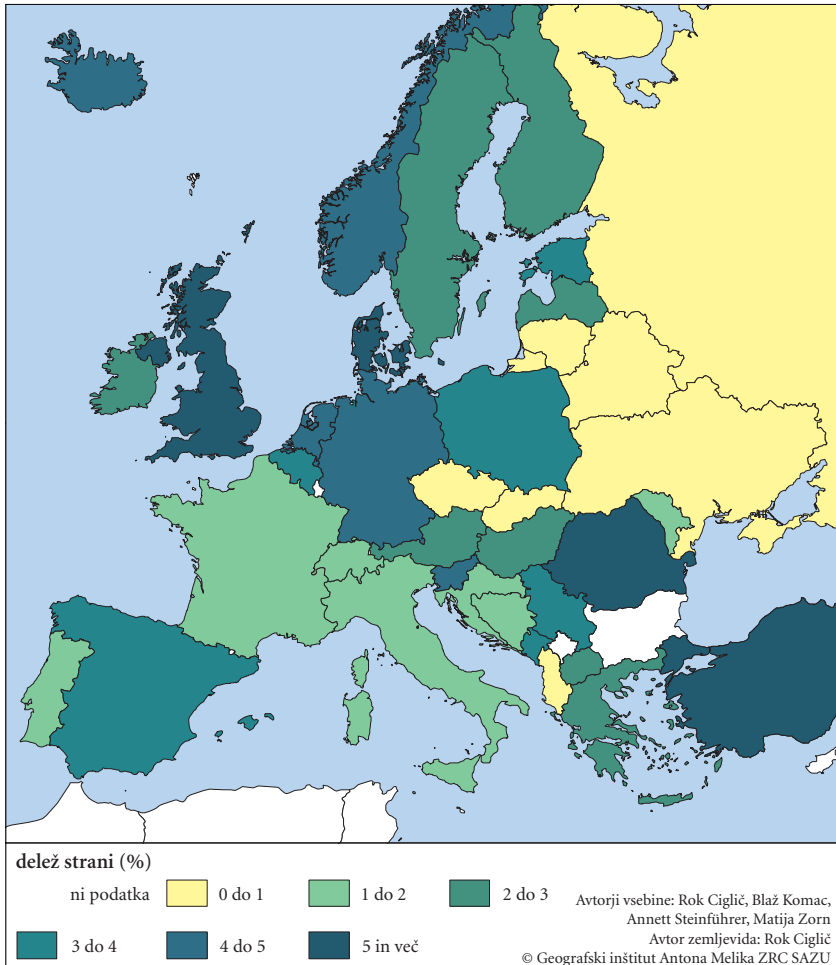 delež strani (%)
ni podatka
0 do 1
1 do 2
2 do 3
3 do 4
4 do 5
5 in več
Avtorji vsebine: Rok Ciglič, Blaž Komac,
Annett Steinführer, Matija Zorn
Avtor zemljevida: Rok Ciglič
© Geografski inštitut Antona Melika ZRC SAZU